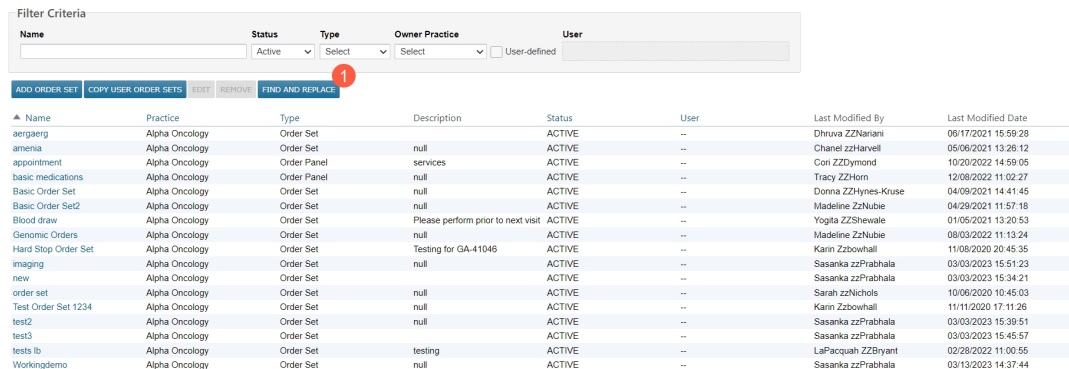 Filter Criteria
Name Status Type Owner Practice User
Active Select Select User-defined
1
ADD ORDER SET COPY USER ORDER SETS EDIT REMOVE FIND AND REPLACE
▲ Name Practice Type Description Status User Last Modified By Last Modified Date
aergaerg Alpha Oncology Order Set ACTIVE -- Dhruva ZZNariani 06/17/2021 15:59:28
amenia Alpha Oncology Order Set null ACTIVE -- Chanel zzHarvell 05/06/2021 13:26:12
appointment Alpha Oncology Order Panel services ACTIVE -- Cori ZZDymond 10/20/2022 14:59:05
basic medications Alpha Oncology Order Panel null ACTIVE -- Tracy ZZHorn 12/08/2022 11:02:27
Basic Order Set Alpha Oncology Order Set null ACTIVE -- Donna ZZHynes-Kruse 04/09/2021 14:41:45
Basic Order Set2 Alpha Oncology Order Set null ACTIVE -- Madeline ZzNubie 04/29/2021 11:57:18
Blood draw Alpha Oncology Order Set Please perform prior to next visit ACTIVE -- Yogita ZZShewale 01/05/2021 13:20:53
Genomic Orders Alpha Oncology Order Set null ACTIVE -- Madeline ZzNubie 08/03/2022 11:13:24
Hard Stop Order Set Alpha Oncology Order Set Testing for GA-41046 ACTIVE -- Karin Zzbowhall 11/08/2020 20:45:35
imaging Alpha Oncology Order Set null ACTIVE -- Sasanka zzPrabhala 03/03/2023 15:51:23
new Alpha Oncology Order Set ACTIVE -- Sasanka zzPrabhala 03/03/2023 15:34:21
order set Alpha Oncology Order Set null ACTIVE -- Sarah zzNichols 10/06/2020 10:45:03
Test Order Set 1234 Alpha Oncology Order Set null ACTIVE -- Karin Zzbowhall 11/11/2020 17:11:26
test2 Alpha Oncology Order Set null ACTIVE -- Sasanka zzPrabhala 03/03/2023 15:39:51
test3 Alpha Oncology Order Set ACTIVE -- Sasanka zzPrabhala 03/03/2023 15:45:57
tests lb Alpha Oncology Order Set testing ACTIVE -- LaPacquah ZZBryant 02/28/2022 11:00:55
Workingdemo Alpha Oncology Order Set ACTIVE -- Sasanka zzPrabhala 03/13/2023 14:37:44